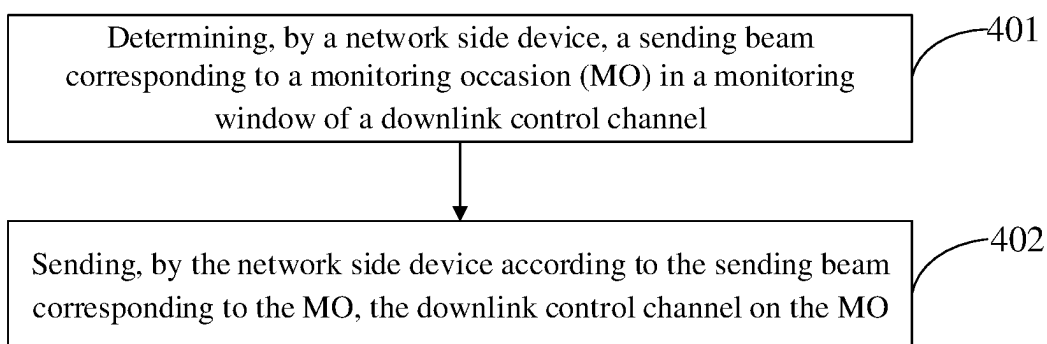 Determining, by a network side device, a sending beam
corresponding to a monitoring occasion (MO) in a monitoring
window of a downlink control channel
401
Sending, by the network side device according to the sending beam
corresponding to the MO, the downlink control channel on the MO
402